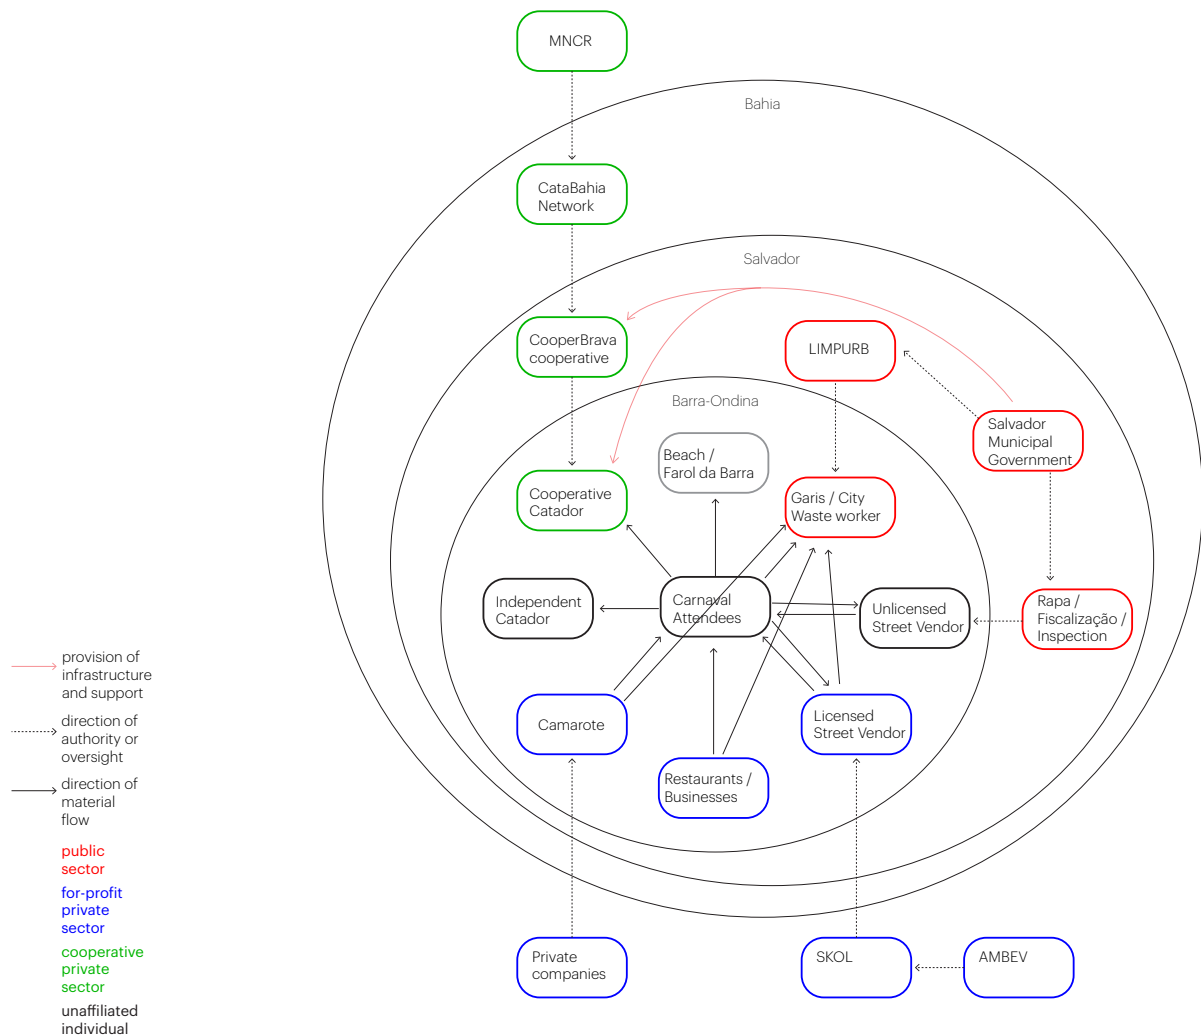 MNCR
Bahia
CataBahia
Network
Salvador
CooperBrava
cooperative
LIMPURB
Barra-Ondina
Salvador
Municipal
Government
Beach /
Farol da Barra
Cooperative
Catador
Garis / City
Waste worker
Independent
Catador
Carnaval
Attendees
Unlicensed
Street Vendor
Rapa /
Fiscalização /
Inspection
Camarote
Licensed
Street Vendor
Restaurants /
Businesses
Private
companies
SKOL
AMBEV
provision of
infrastructure
and support
direction of
authority or
oversight
direction of
material
flow
public
sector
for-profit
private
sector
cooperative
private
sector
unaffiliated
individual